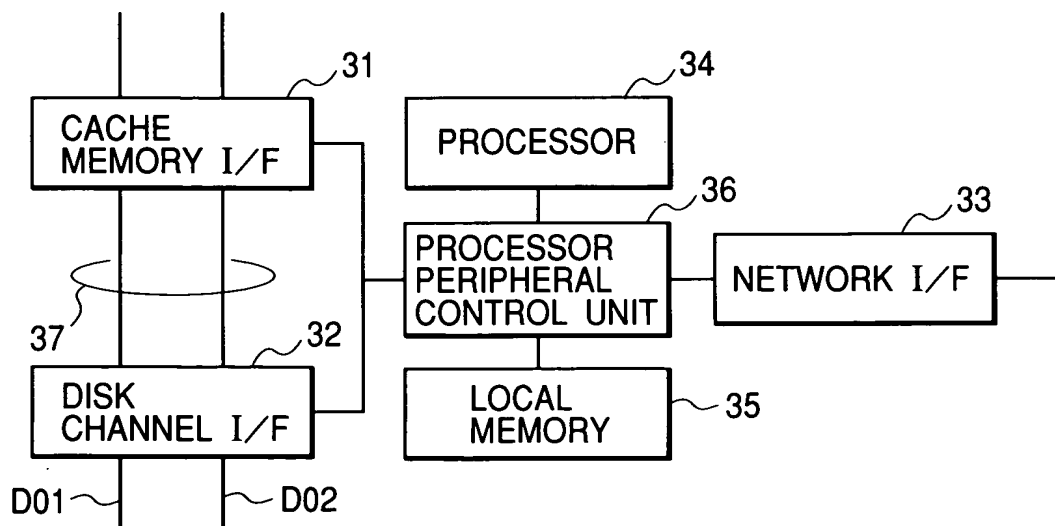 31
CACHE
MEMORY I/F
34
PROCESSOR
36
PROCESSOR
PERIPHERAL
CONTROL UNIT
33
NETWORK I/F
37
32
DISK
CHANNEL I/F
LOCAL
MEMORY
35
D01
D02